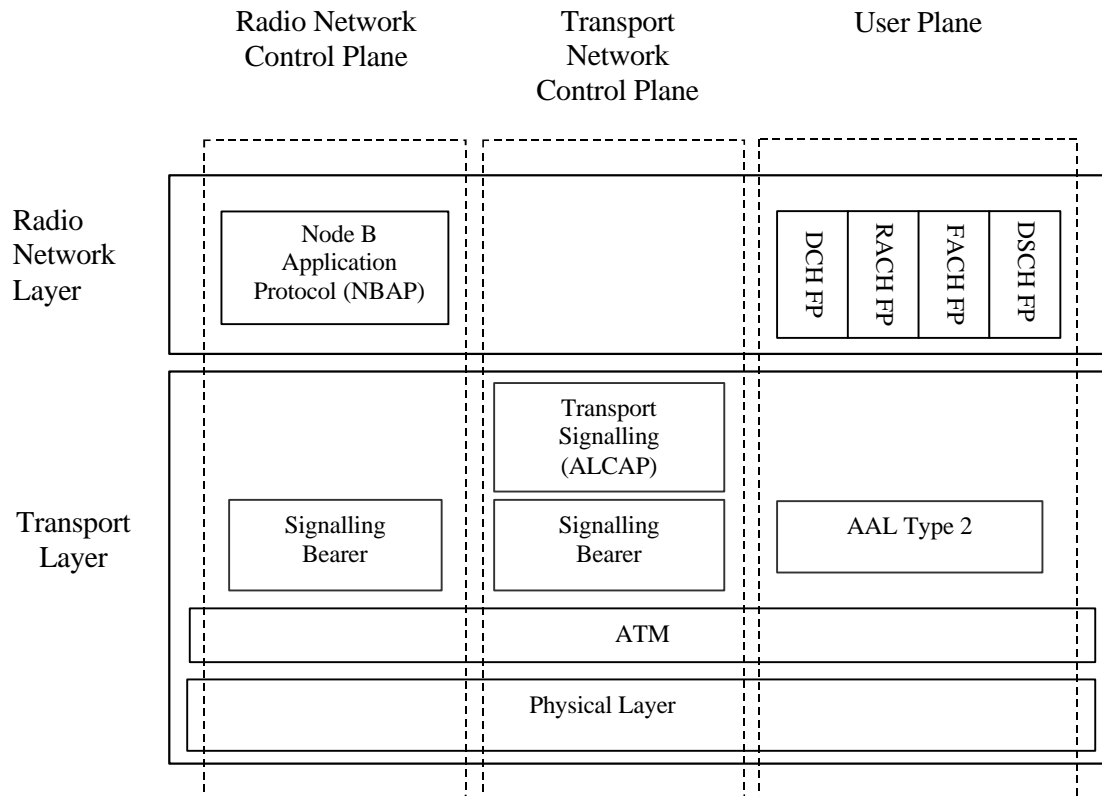 Radio Network
Control Plane
Transport
Network
Control Plane
User Plane
Radio
Network
Layer
Node B
Application
Protocol (NBAP)
DCH FP
RACH FP
FACH FP
DSCH FP
Transport
Layer
Transport
Signalling
(ALCAP)
Signalling
Bearer
Signalling
Bearer
AAL Type 2
ATM
Physical Layer